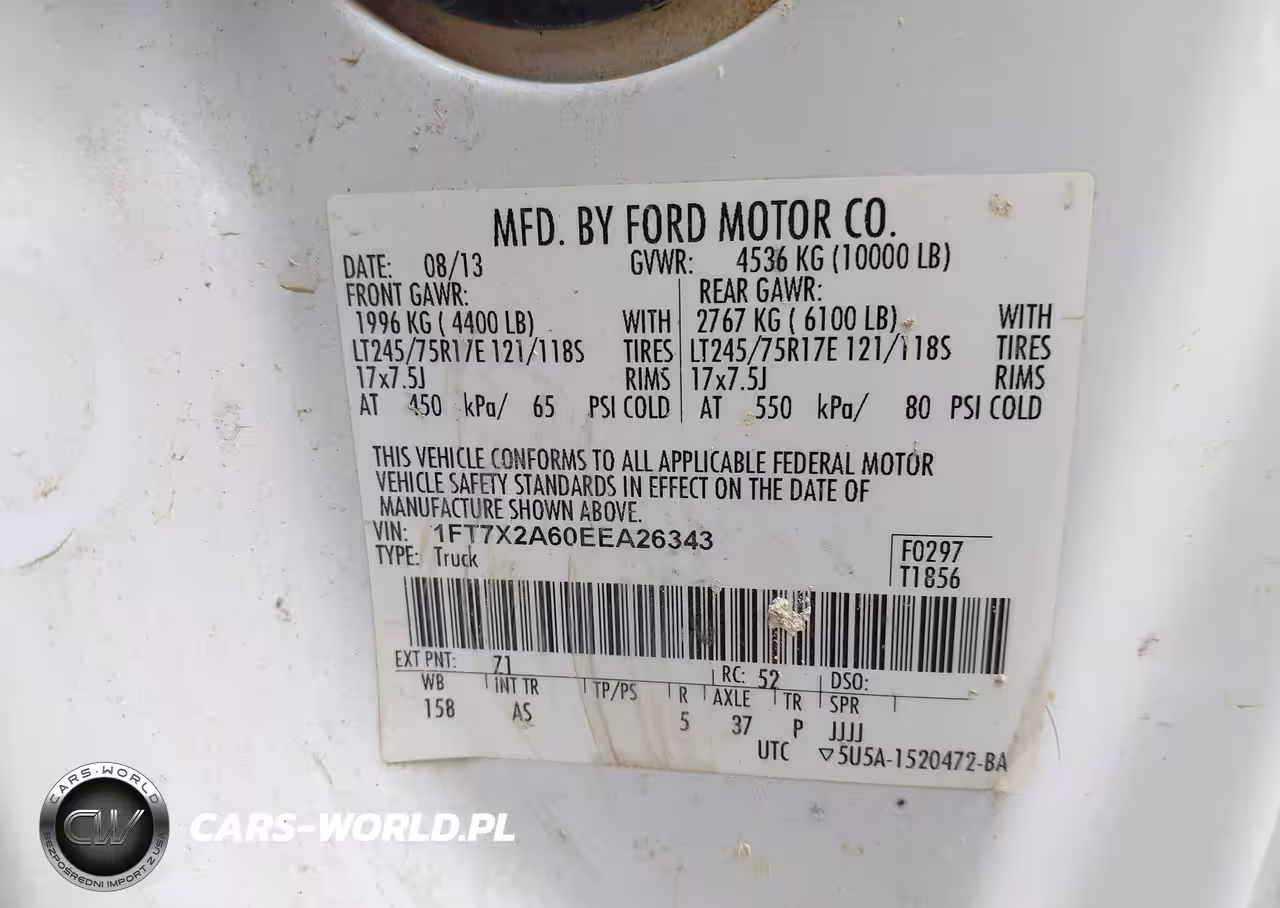 MFD. BY FORD MOTOR CO.
DATE: 08/13 GVWR: 4536 KG (10000 LB)
FRONT GAWR: REAR GAWR:
1996 KG ( 4400 LB) WITH 2767 KG ( 6100 LB) WITH
LT245/75R17E 121/118S TIRES LT245/75R17E 121/118S TIRES
17x7.5J RIMS 17x7.5J RIMS
AT 450 kPa/ 65 PSI COLD AT 550 kPa/ 80 PSI COLD
THIS VEHICLE CONFORMS TO ALL APPLICABLE FEDERAL MOTOR
VEHICLE SAFETY STANDARDS IN EFFECT ON THE DATE OF
MANUFACTURE SHOWN ABOVE.
VIN: 1FT7X2A60EEA26343
TYPE: Truck
F0297
T1856
EXT PNT: Z1 RC: 52 DSO:
WB INT TR TP/PS R AXLE TR SPR
158 AS 5 37 P JJJJ
UTC ▽5U5A-1520472-BA
CARS-WORLD
CW
BEZPOŚREDNI IMPORT Z USA
CARS-WORLD.PL